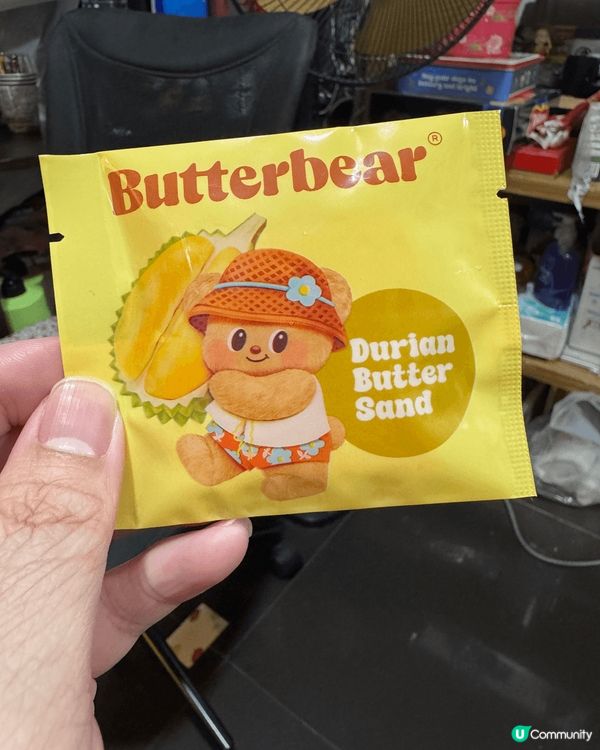 Butterbear®
Durian
Butter
Sand
U Community